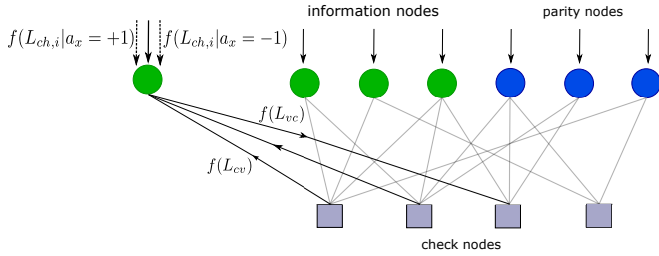 information nodes
parity nodes
f(L_{ch,i}|a_x = +1)
f(L_{ch,i}|a_x = −1)
f(L_{vc})
f(L_{cv})
check nodes